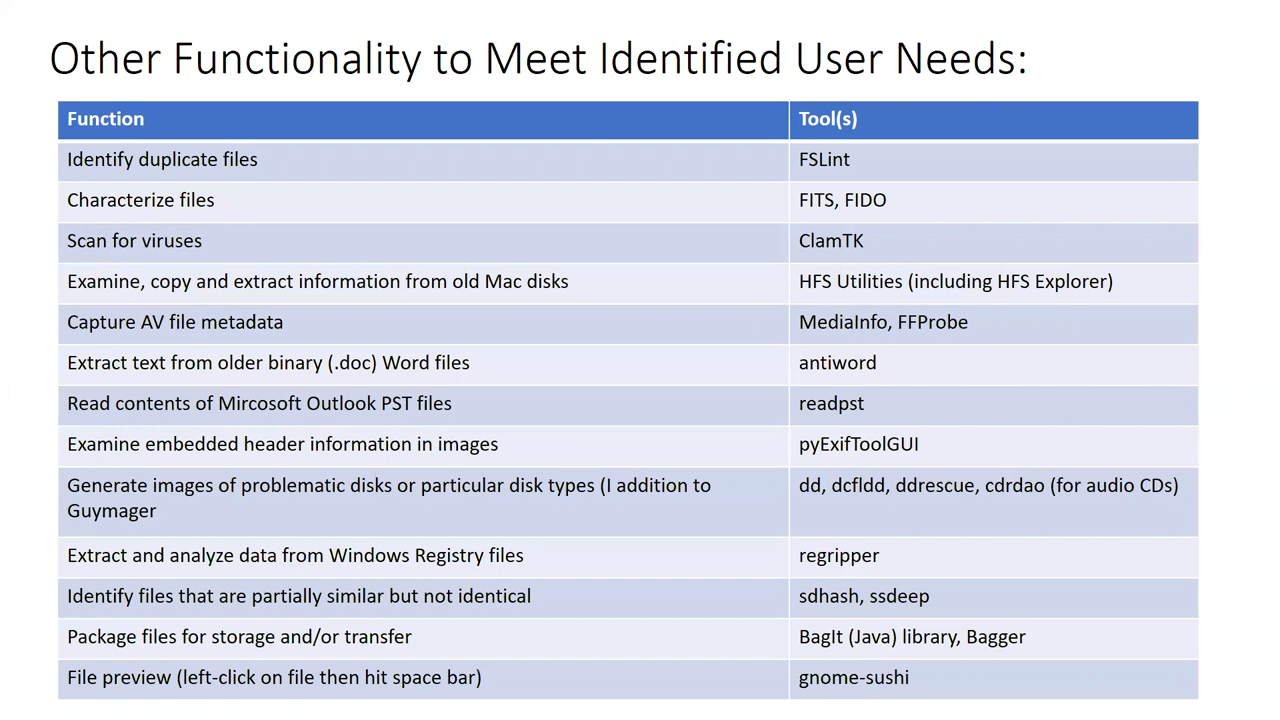 Other Functionality to Meet Identified User Needs:
Function Tool(s)
Identify duplicate files FSLint
Characterize files FITS, FIDO
Scan for viruses ClamTK
Examine, copy and extract information from old Mac disks HFS Utilities (including HFS Explorer)
Capture AV file metadata MediaInfo, FFProbe
Extract text from older binary (.doc) Word files antiword
Read contents of Mircosoft Outlook PST files readpst
Examine embedded header information in images pyExifToolGUI
Generate images of problematic disks or particular disk types (I addition to dd, dcfldd, ddrescue, cdrdao (for audio CDs)
Guymager
Extract and analyze data from Windows Registry files regripper
Identify files that are partially similar but not identical sdhash, ssdeep
Package files for storage and/or transfer BagIt (Java) library, Bagger
File preview (left-click on file then hit space bar) gnome-sushi